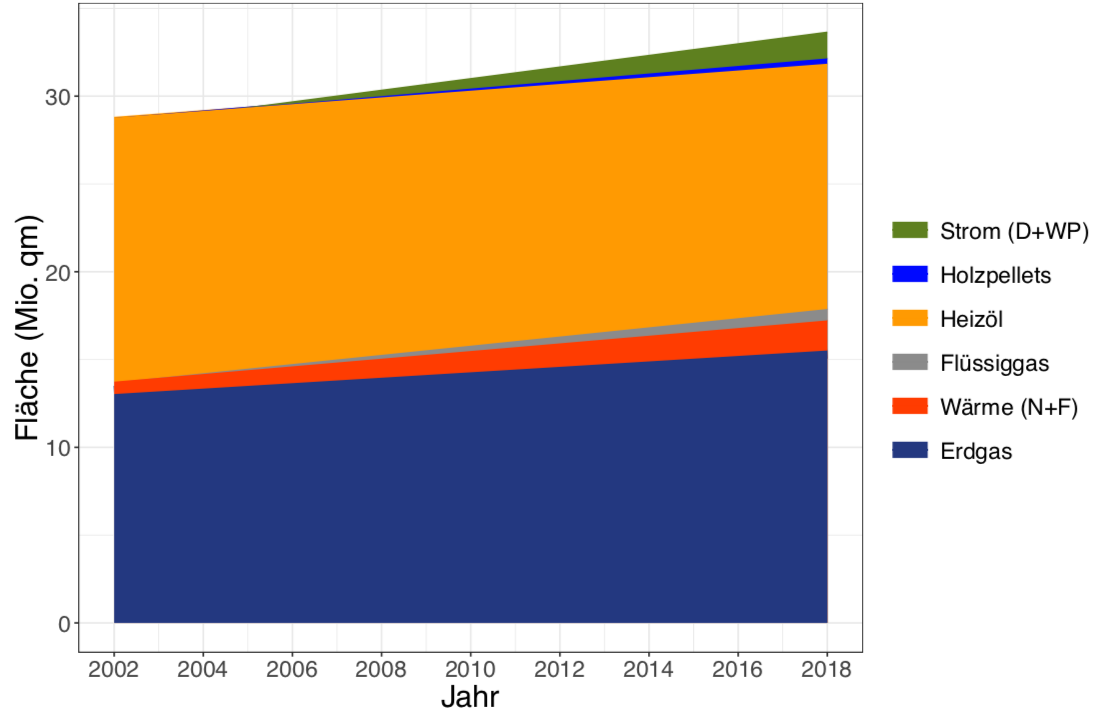 Fläche (Mio. qm)
30
20
10
0
2002 2004 2006 2008 2010 2012 2014 2016 2018
Jahr
Strom (D+WP)
Holzpellets
Heizöl
Flüssiggas
Wärme (N+F)
Erdgas